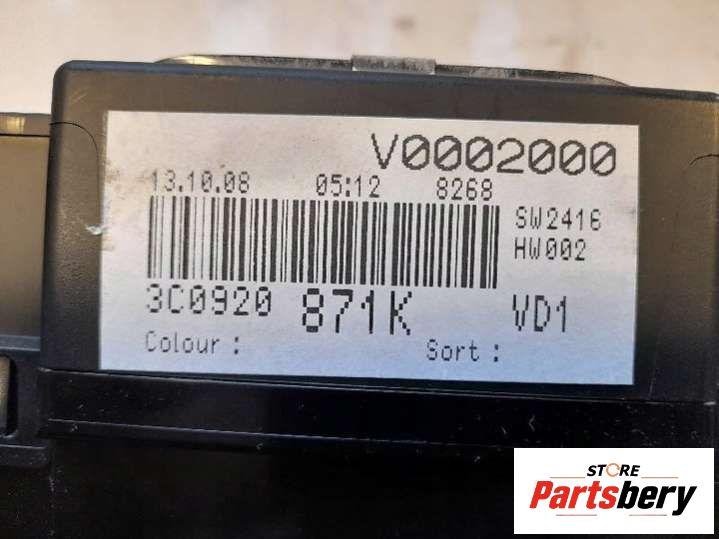 V0002000
13.10.08 05:12 8268
SW2416
HW002
3C0920 871K VD1
Colour : Sort :
STORE
Partsbery